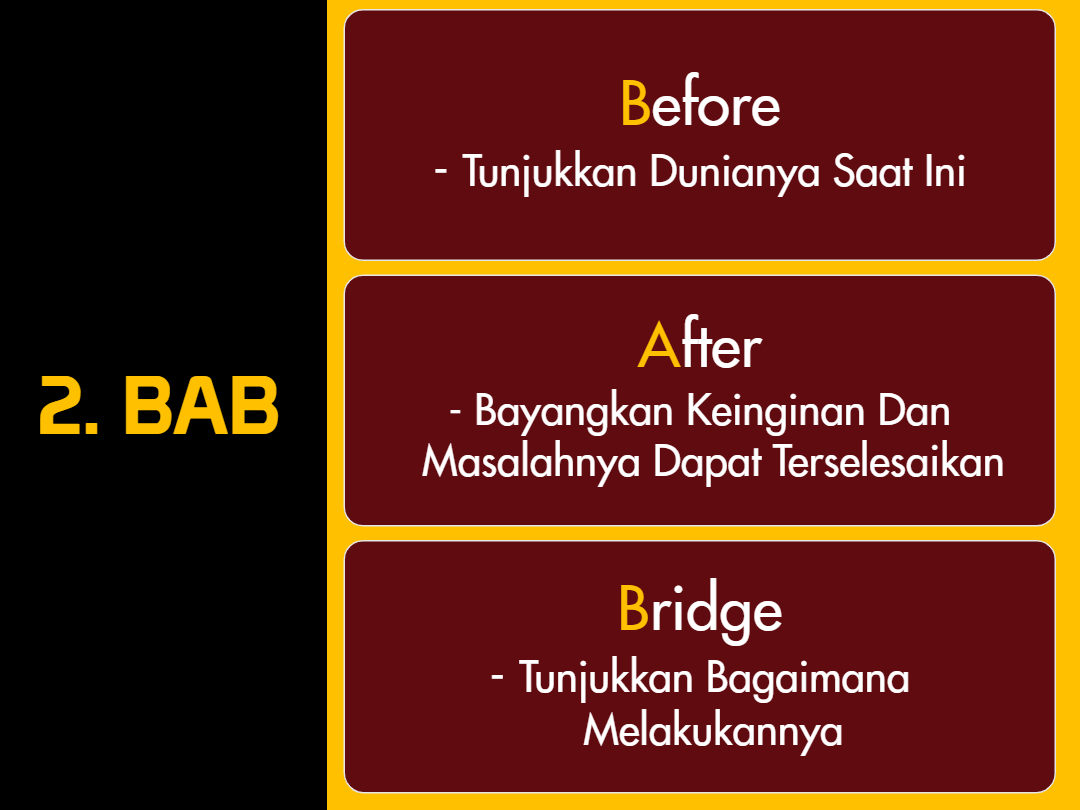 2. BAB
Before
- Tunjukkan Dunianya Saat Ini
After
- Bayangkan Keinginan Dan
Masalahnya Dapat Terselesaikan
Bridge
- Tunjukkan Bagaimana
Melakukannya